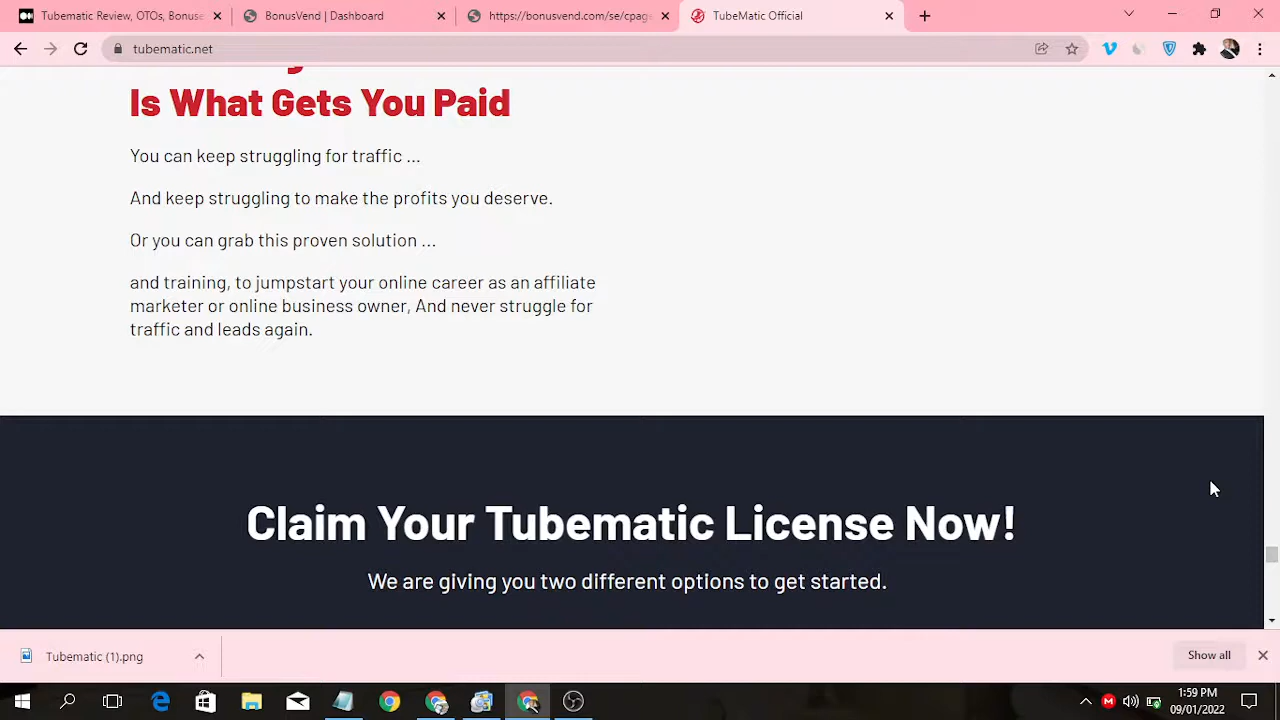 Tubematic Review, OTOs, Bonuse
BonusVend | Dashboard
https://bonusvend.com/se/cpage
TubeMatic Official
tubematic.net
Is What Gets You Paid
You can keep struggling for traffic ...
And keep struggling to make the profits you deserve.
Or you can grab this proven solution ...
and training, to jumpstart your online career as an affiliate
marketer or online business owner, And never struggle for
traffic and leads again.
Claim Your Tubematic License Now!
We are giving you two different options to get started.
Tubematic (1).png
Show all
1:59 PM
09/01/2022